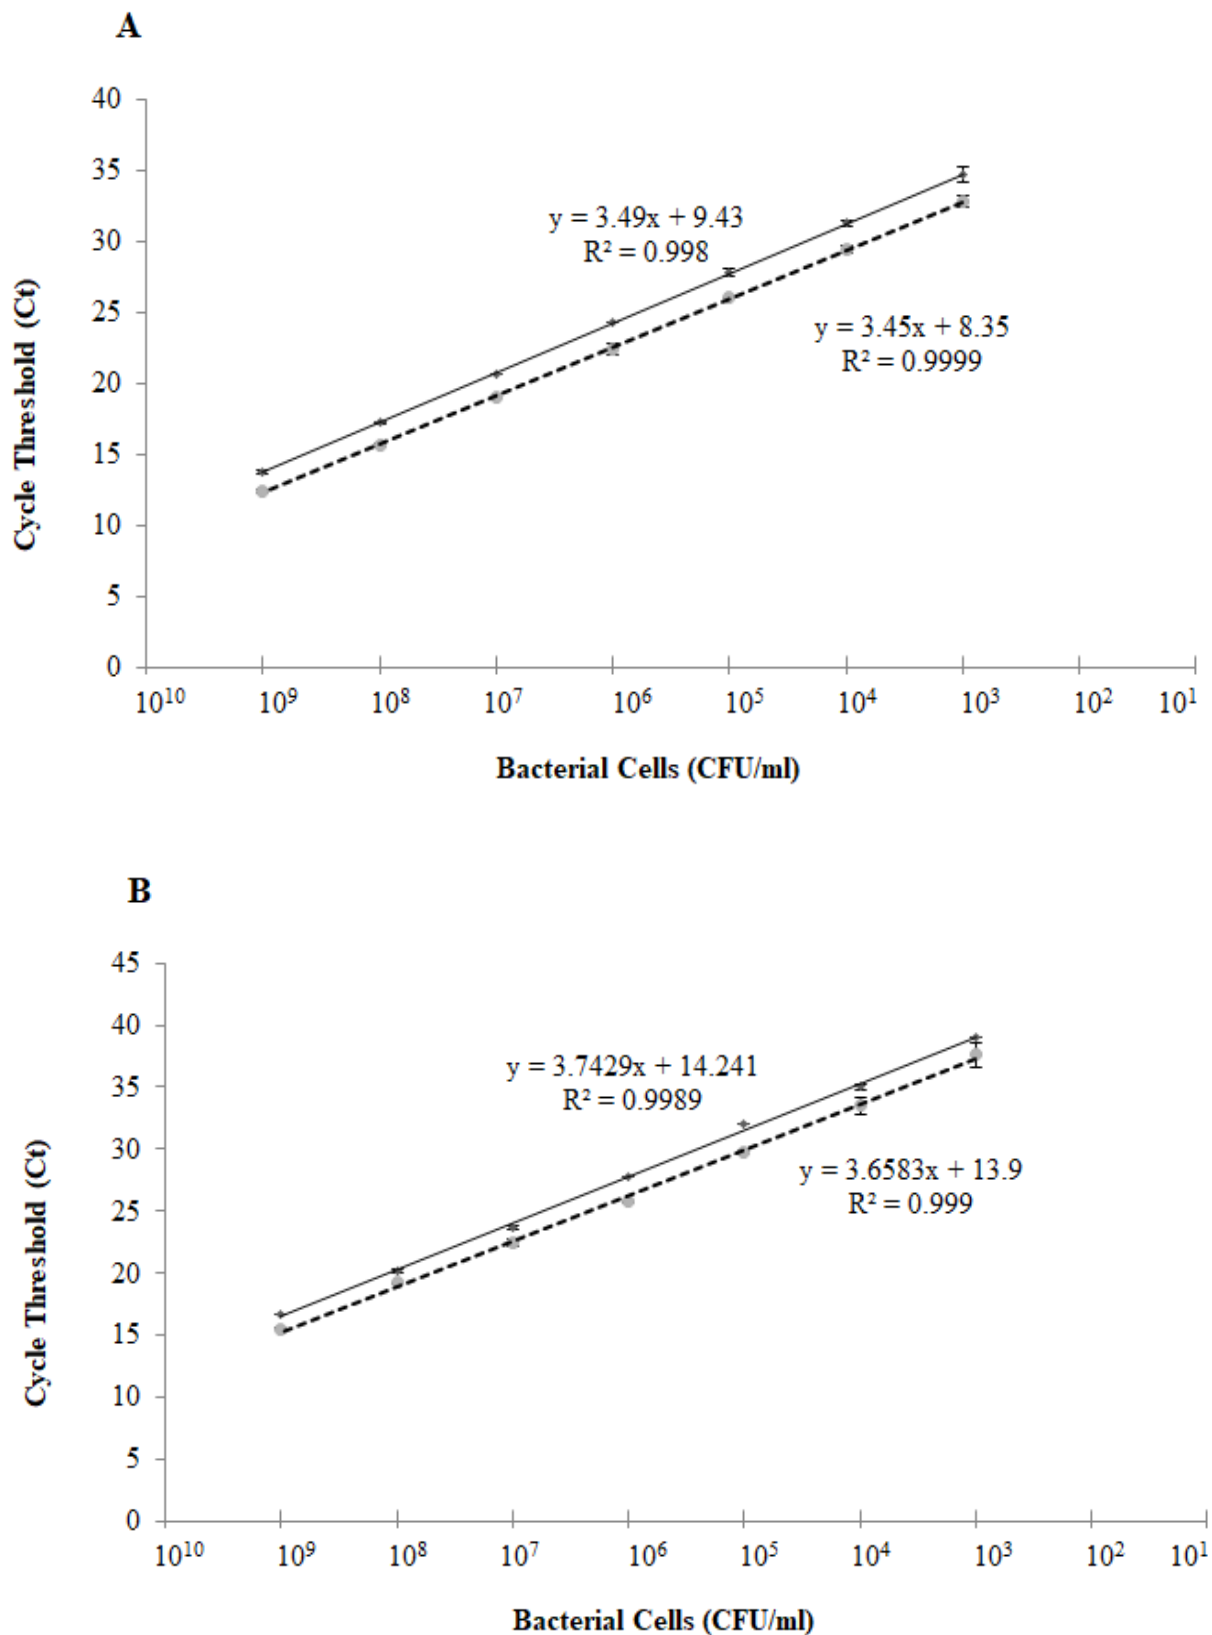 A
40
35
30
25
20
15
10
5
0
Cycle Threshold (Ct)
y = 3.49x + 9.43
R² = 0.998
y = 3.45x + 8.35
R² = 0.9999
10¹⁰ 10⁹ 10⁸ 10⁷ 10⁶ 10⁵ 10⁴ 10³ 10² 10¹
Bacterial Cells (CFU/ml)
B
45
40
35
30
25
20
15
10
5
0
Cycle Threshold (Ct)
y = 3.7429x + 14.241
R² = 0.9989
y = 3.6583x + 13.9
R² = 0.999
10¹⁰ 10⁹ 10⁸ 10⁷ 10⁶ 10⁵ 10⁴ 10³ 10² 10¹
Bacterial Cells (CFU/ml)